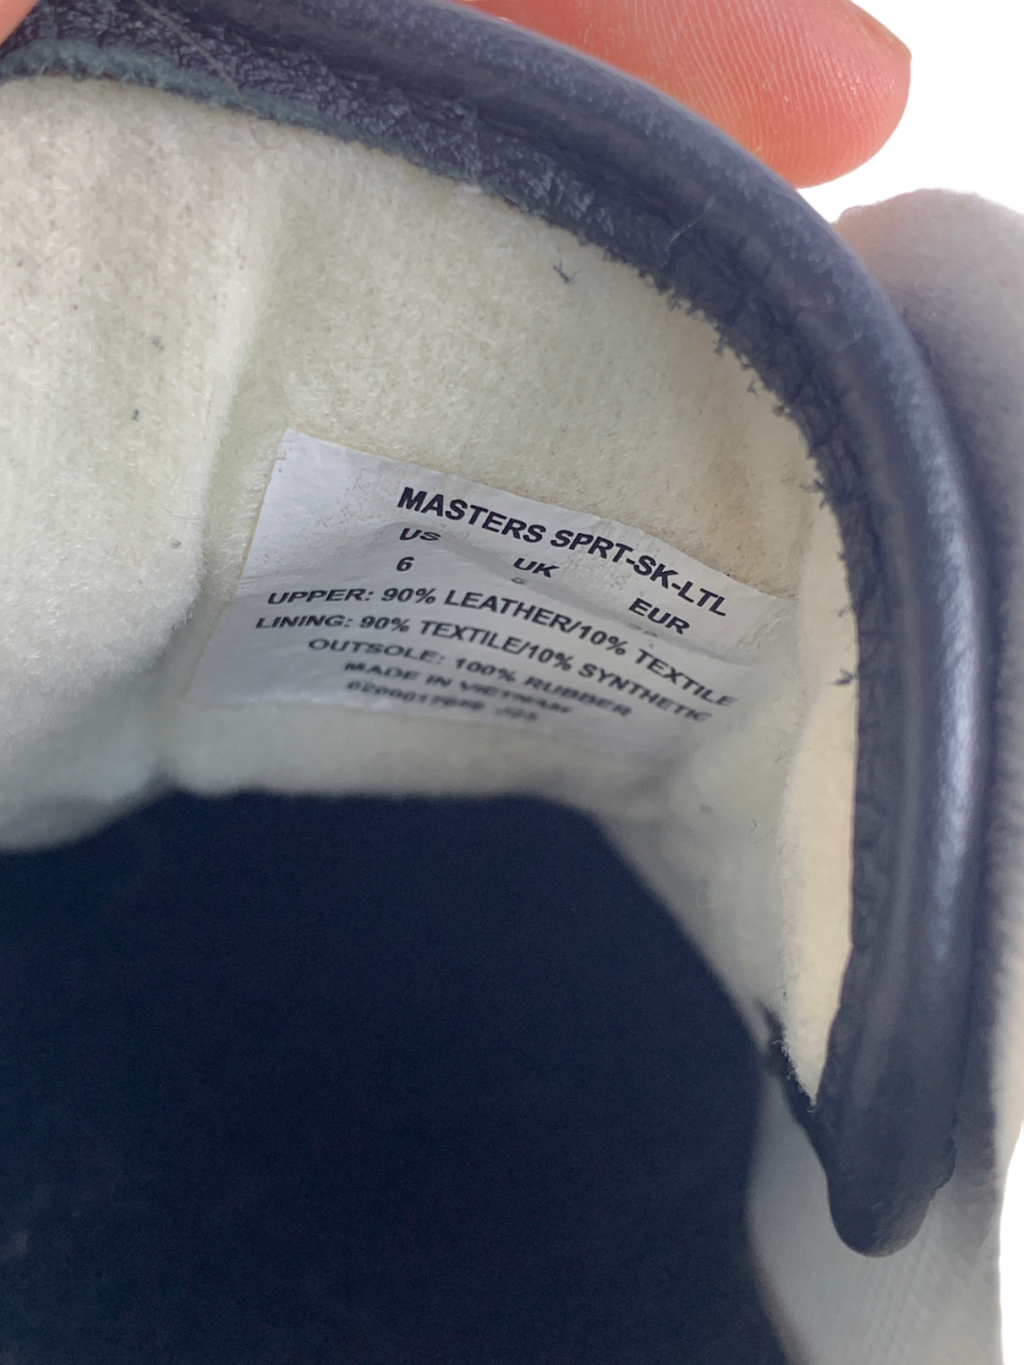 MASTERS SPRT-SK-LTL
US UK EUR
6
UPPER: 90% LEATHER/10% TEXTILE
LINING: 90% TEXTILE/10% SYNTHETIC
OUTSOLE: 100% RUBBER
MADE IN VIETNAM